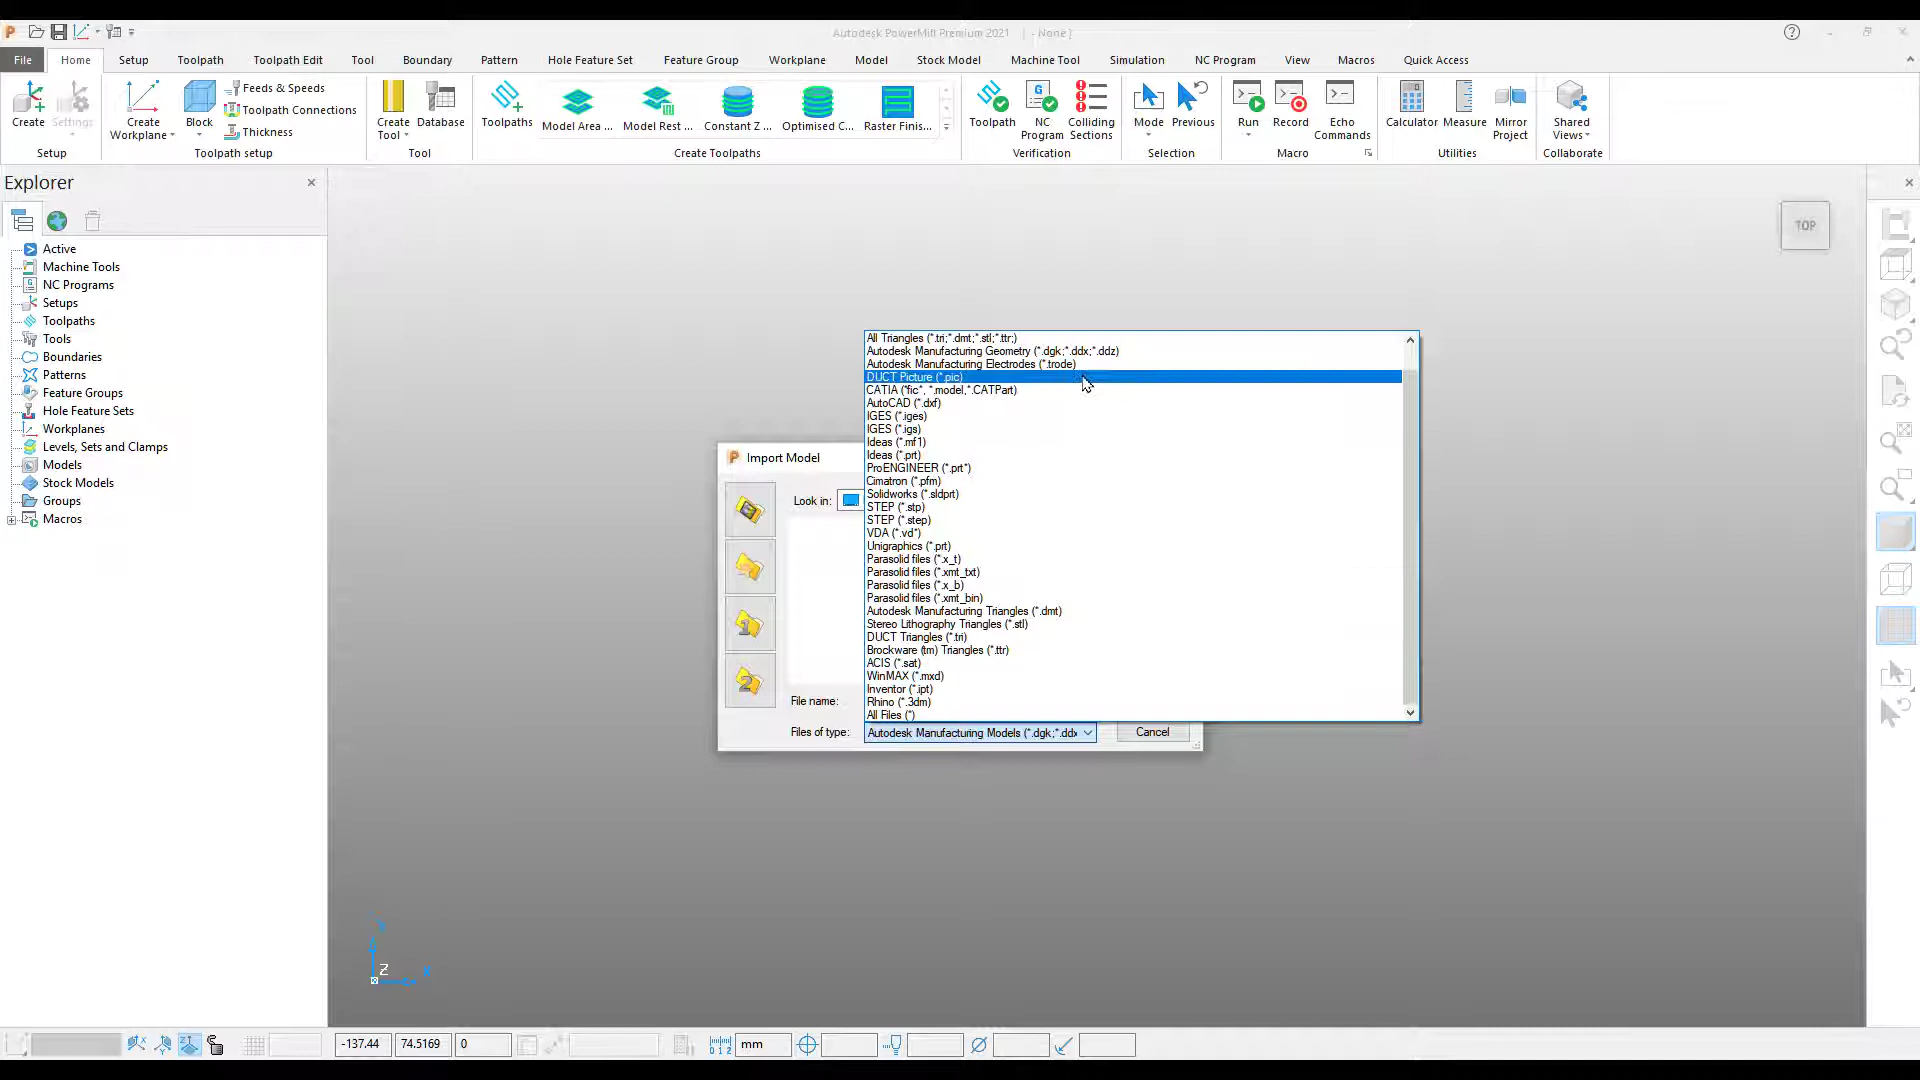 Autodesk PowerMill Premium 2021    [ - None ]
File Home Setup Toolpath Toolpath Edit Tool Boundary Pattern Hole Feature Set Feature Group Workplane Model Stock Model Machine Tool Simulation NC Program View Macros Quick Access
Create
Settings
Setup
Create
Workplane
Block
Feeds & Speeds
Toolpath Connections
Thickness
Toolpath setup
Create
Tool
Database
Tool
Toolpaths
Model Area ...
Model Rest ...
Constant Z ...
Optimised C...
Raster Finis...
Create Toolpaths
Toolpath
NC
Program
Colliding
Sections
Verification
Mode
Previous
Selection
Run
Record
Echo
Commands
Macro
Calculator
Measure
Mirror
Project
Utilities
Shared
Views
Collaborate
Explorer
Active
Machine Tools
NC Programs
Setups
Toolpaths
Tools
Boundaries
Patterns
Feature Groups
Hole Feature Sets
Workplanes
Levels, Sets and Clamps
Models
Stock Models
Groups
Macros
TOP
Import Model
Look in:
1
2
File name:
Files of type:
Autodesk Manufacturing Models (*.dgk;*.ddx
Cancel
All Triangles (*.tri;*.dmt;*.stl;*.ttr;)
Autodesk Manufacturing Geometry (*.dgk;*.ddx;*.ddz)
Autodesk Manufacturing Electrodes (*.trode)
DUCT Picture (*.pic)
CATIA (*fic*, *.model,*.CATPart)
AutoCAD (*.dxf)
IGES (*.iges)
IGES (*.igs)
Ideas (*.mf1)
Ideas (*.prt)
ProENGINEER (*.prt*)
Cimatron (*.pfm)
Solidworks (*.sldprt)
STEP (*.stp)
STEP (*.step)
VDA (*.vd*)
Unigraphics (*.prt)
Parasolid files (*.x_t)
Parasolid files (*.xmt_txt)
Parasolid files (*.x_b)
Parasolid files (*.xmt_bin)
Autodesk Manufacturing Triangles (*.dmt)
Stereo Lithography Triangles (*.stl)
DUCT Triangles (*.tri)
Brockware (tm) Triangles (*.ttr)
ACIS (*.sat)
WinMAX (*.mxd)
Inventor (*.ipt)
Rhino (*.3dm)
All Files (*)
Z
-137.44
74.5169
0
mm